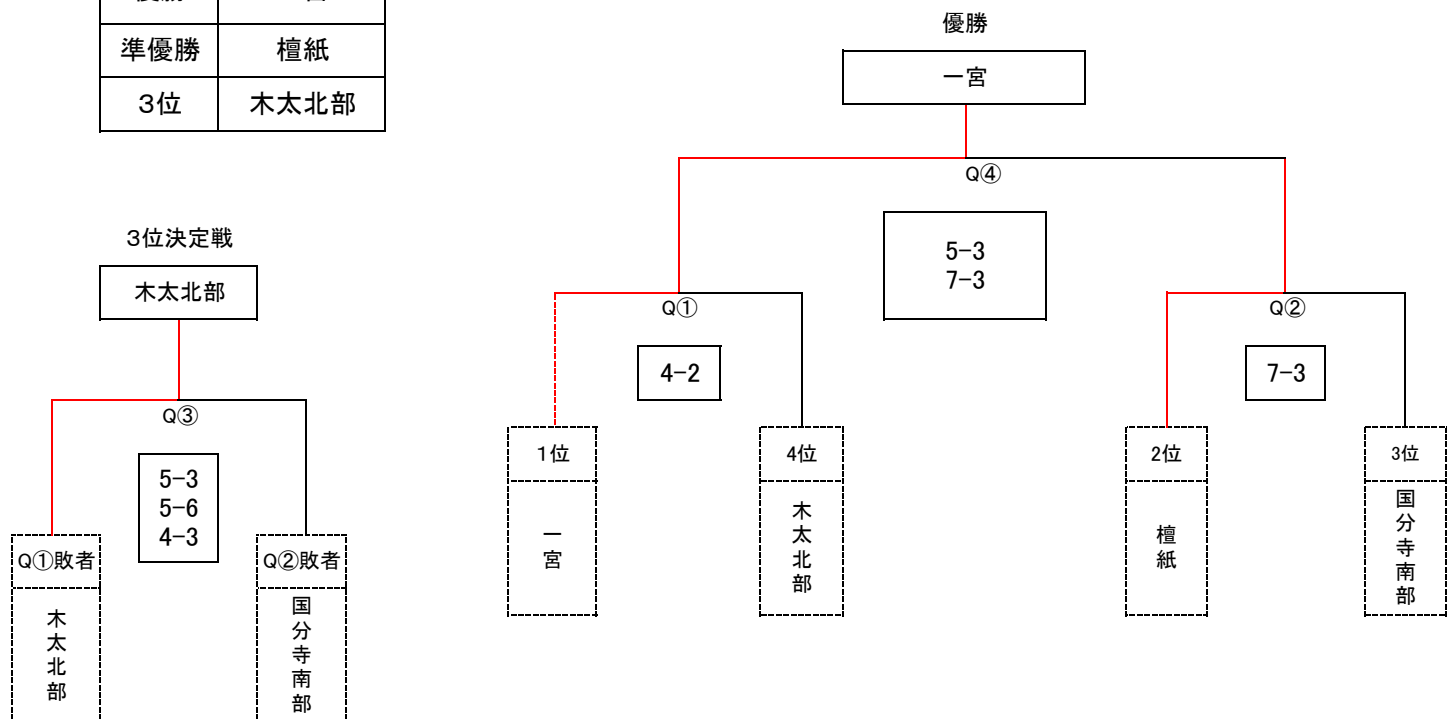 準優勝 檀紙
3位 木太北部
優勝
一宮
Q④
5-3
7-3
Q①
4-2
Q②
7-3
1位
一宮
4位
木太北部
2位
檀紙
3位
国分寺南部
3位決定戦
木太北部
Q③
5-3
5-6
4-3
Q①敗者
木太北部
Q②敗者
国分寺南部